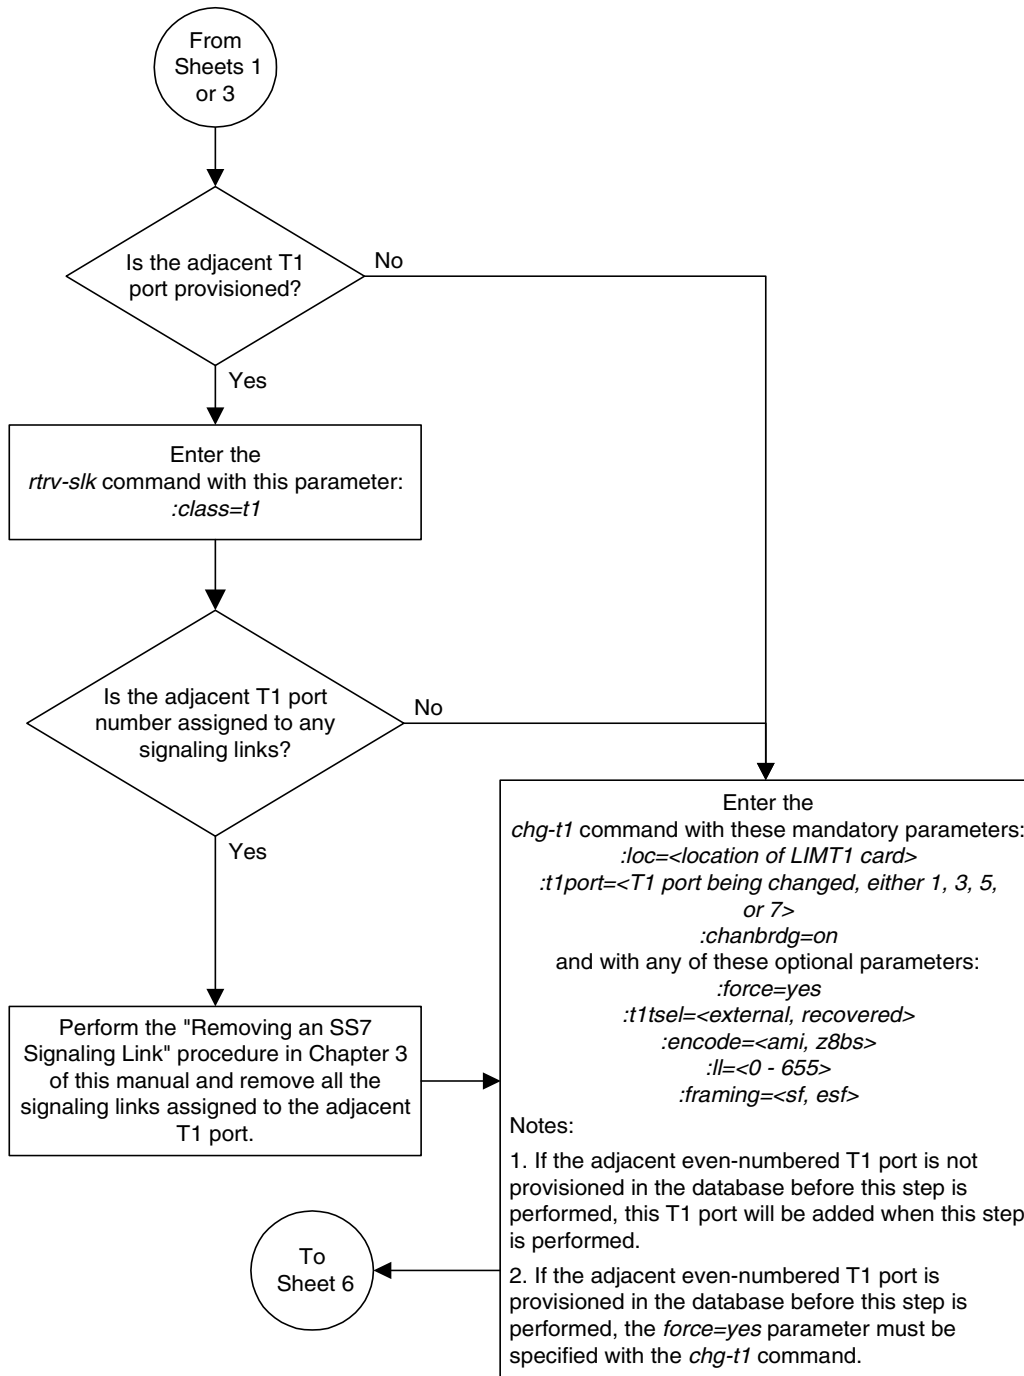 From
Sheets 1
or 3
Is the adjacent T1
port provisioned?
No
Yes
Enter the
rtrv-slk command with this parameter:
:class=t1
Is the adjacent T1 port
number assigned to any
signaling links?
No
Yes
Perform the "Removing an SS7
Signaling Link" procedure in Chapter 3
of this manual and remove all the
signaling links assigned to the adjacent
T1 port.
Enter the
chg-t1 command with these mandatory parameters:
:loc=<location of LIMT1 card>
:t1port=<T1 port being changed, either 1, 3, 5,
or 7>
:chanbrdg=on
and with any of these optional parameters:
:force=yes
:t1tsel=<external, recovered>
:encode=<ami, z8bs>
:ll=<0 - 655>
:framing=<sf, esf>
Notes:
1. If the adjacent even-numbered T1 port is not
provisioned in the database before this step is
performed, this T1 port will be added when this step
is performed.
2. If the adjacent even-numbered T1 port is
provisioned in the database before this step is
performed, the force=yes parameter must be
specified with the chg-t1 command.
To
Sheet 6